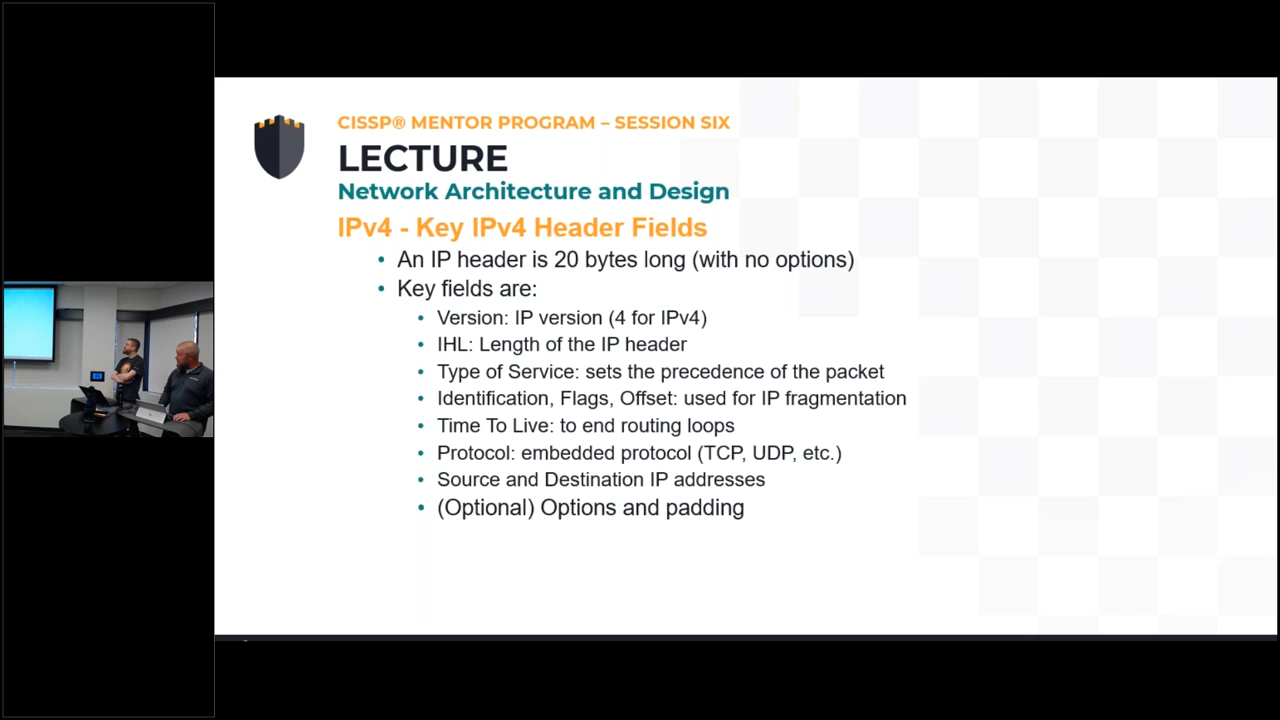 CISSP® MENTOR PROGRAM – SESSION SIX
LECTURE
Network Architecture and Design
IPv4 - Key IPv4 Header Fields
• An IP header is 20 bytes long (with no options)
• Key fields are:
• Version: IP version (4 for IPv4)
• IHL: Length of the IP header
• Type of Service: sets the precedence of the packet
• Identification, Flags, Offset: used for IP fragmentation
• Time To Live: to end routing loops
• Protocol: embedded protocol (TCP, UDP, etc.)
• Source and Destination IP addresses
• (Optional) Options and padding